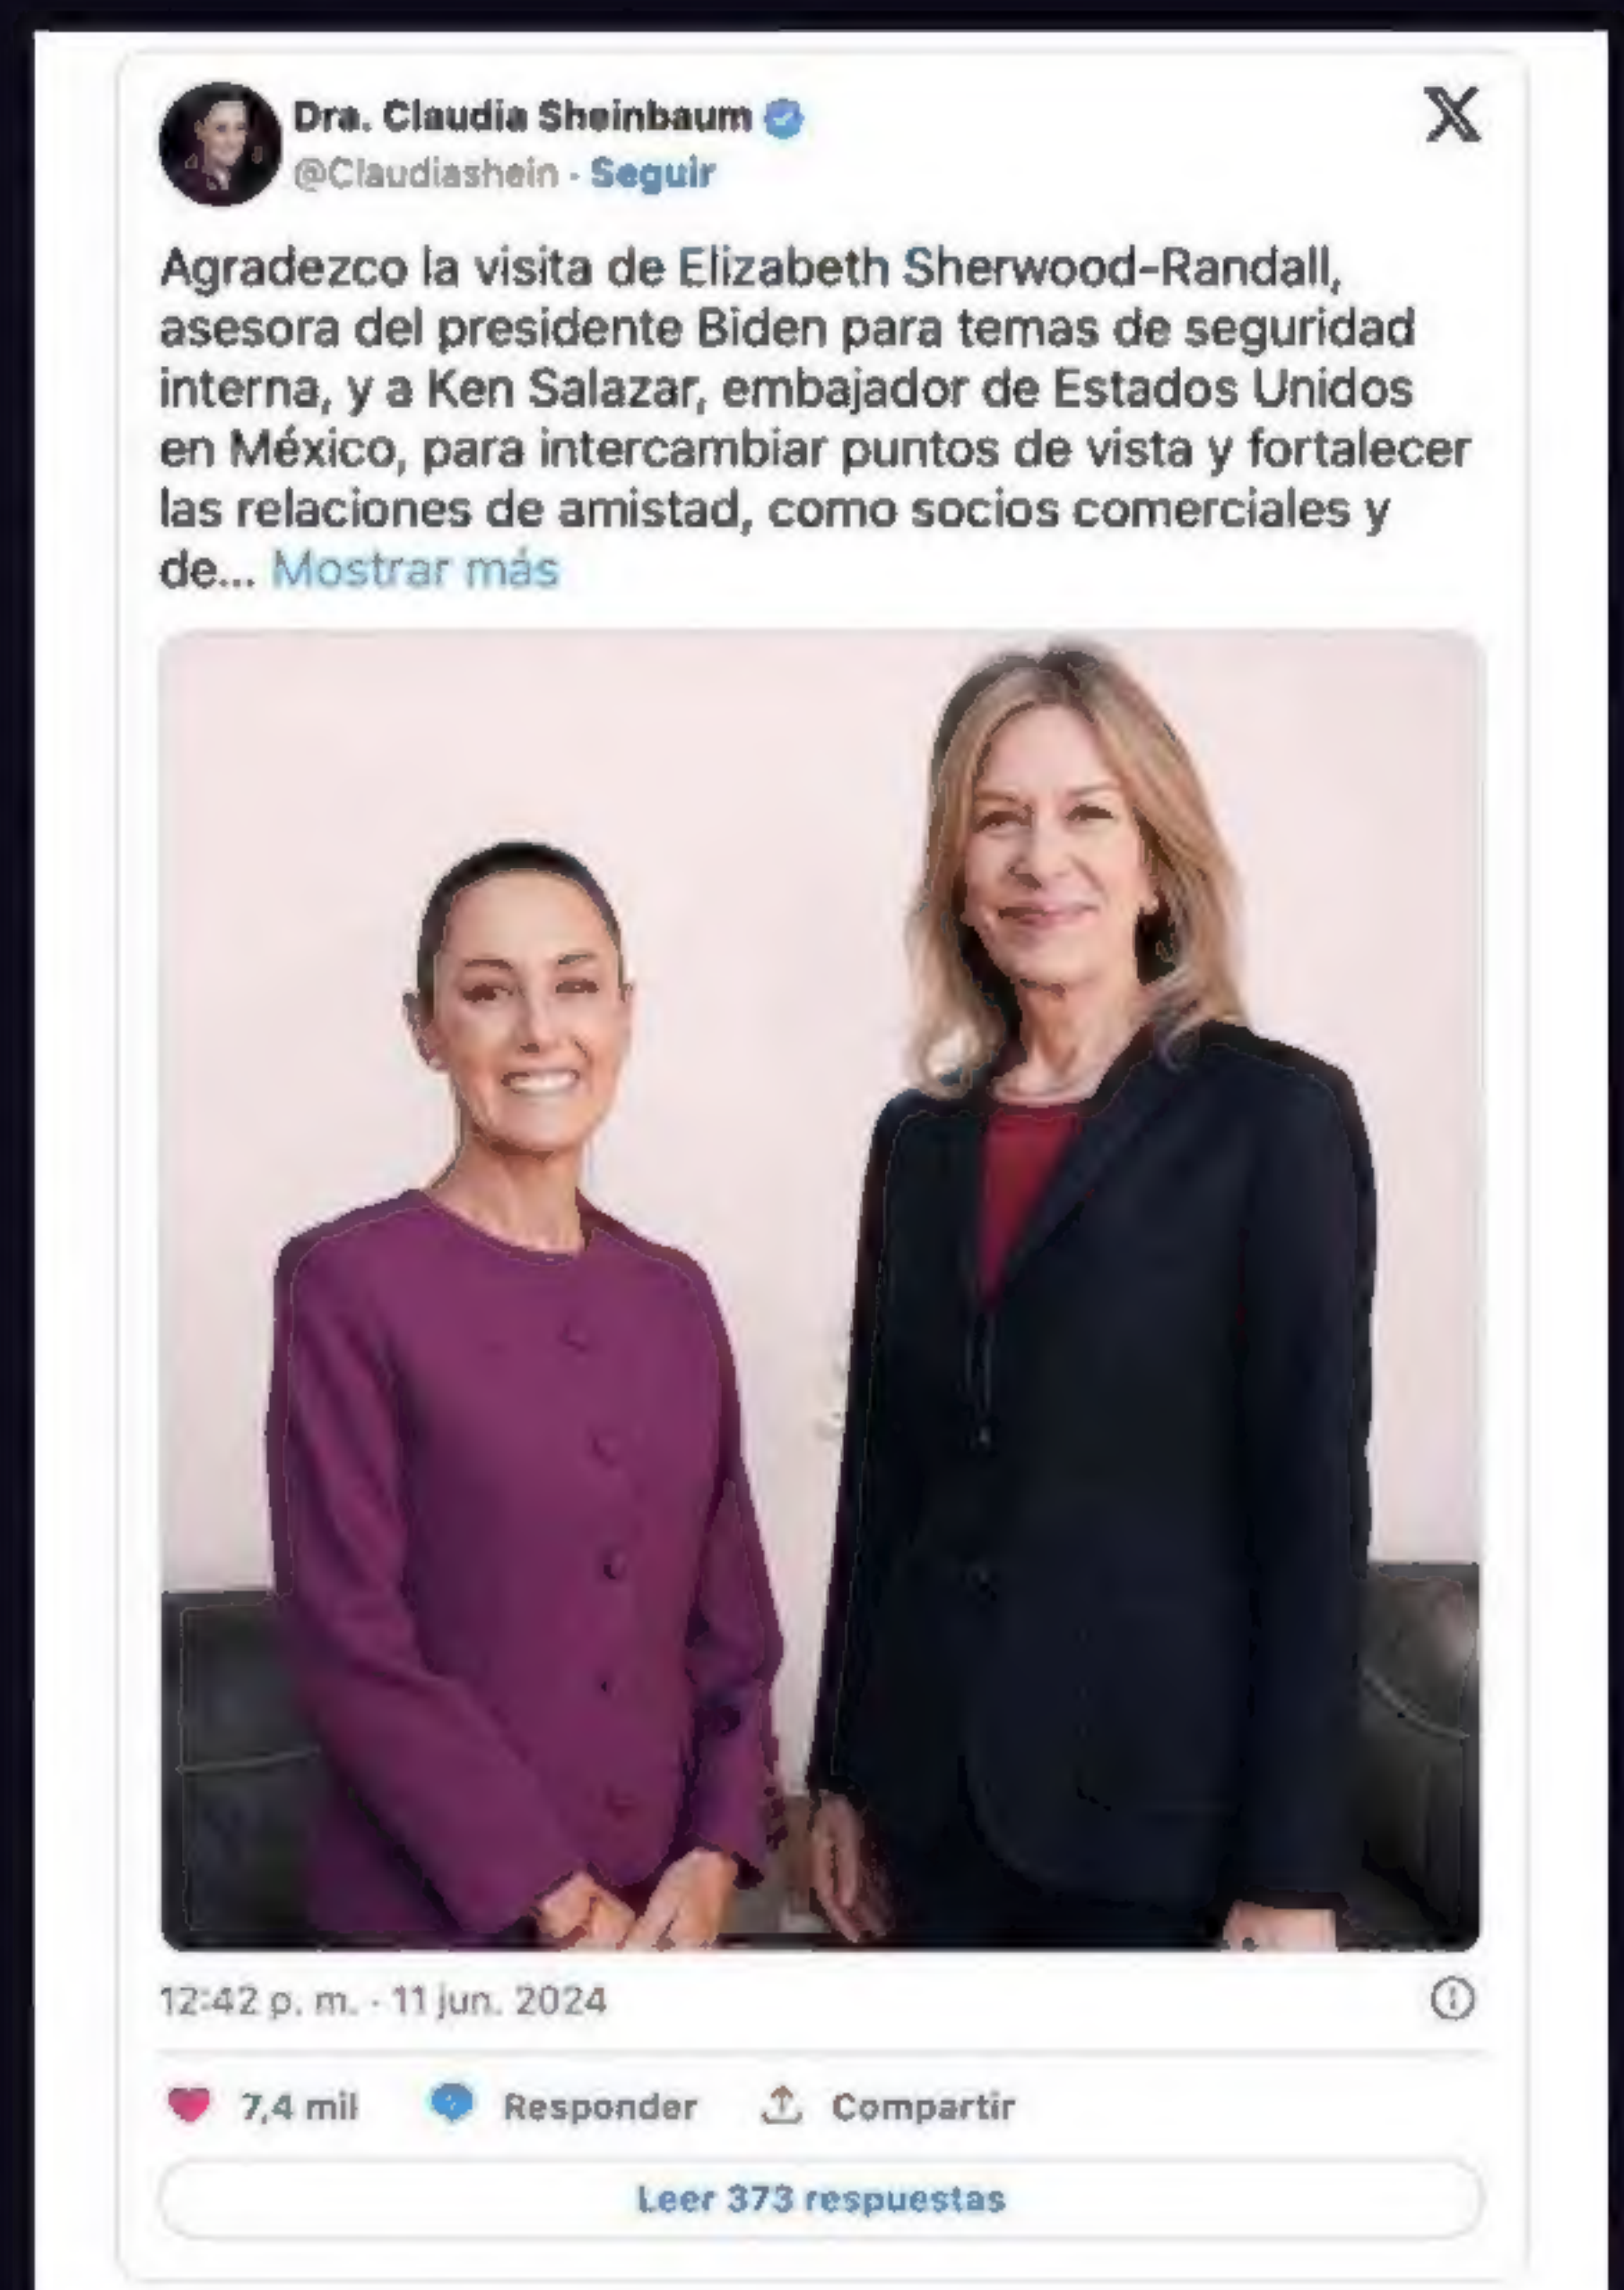 Dra. Claudia Sheinbaum
@Claudiashein · Seguir
Agradezco la visita de Elizabeth Sherwood-Randall,
asesora del presidente Biden para temas de seguridad
interna, y a Ken Salazar, embajador de Estados Unidos
en México, para intercambiar puntos de vista y fortalecer
las relaciones de amistad, como socios comerciales y
de... Mostrar más
12:42 p. m. · 11 jun. 2024
7,4 mil Responder Compartir
Leer 373 respuestas